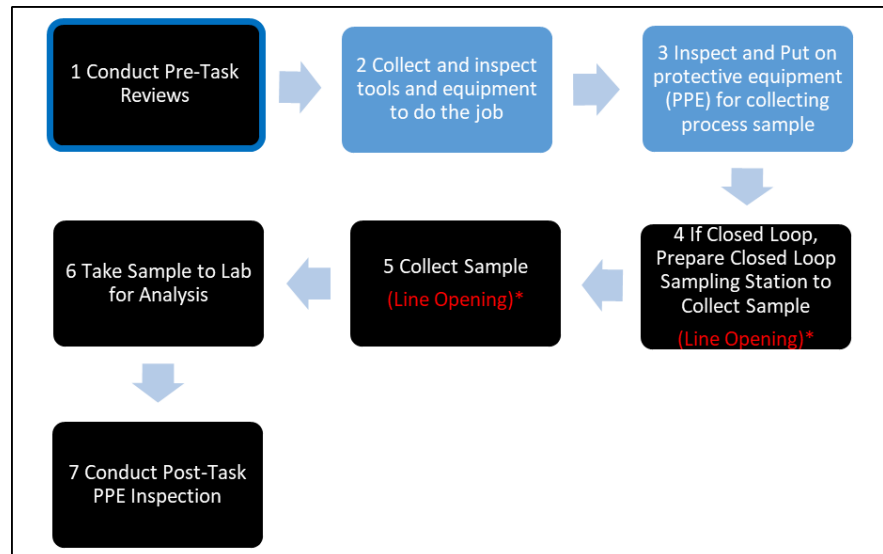 1 Conduct Pre-Task
Reviews
2 Collect and inspect
tools and equipment
to do the job
3 Inspect and Put on
protective equipment
(PPE) for collecting
process sample
4 If Closed Loop,
Prepare Closed Loop
Sampling Station to
Collect Sample
(Line Opening)*
5 Collect Sample
(Line Opening)*
6 Take Sample to Lab
for Analysis
7 Conduct Post-Task
PPE Inspection